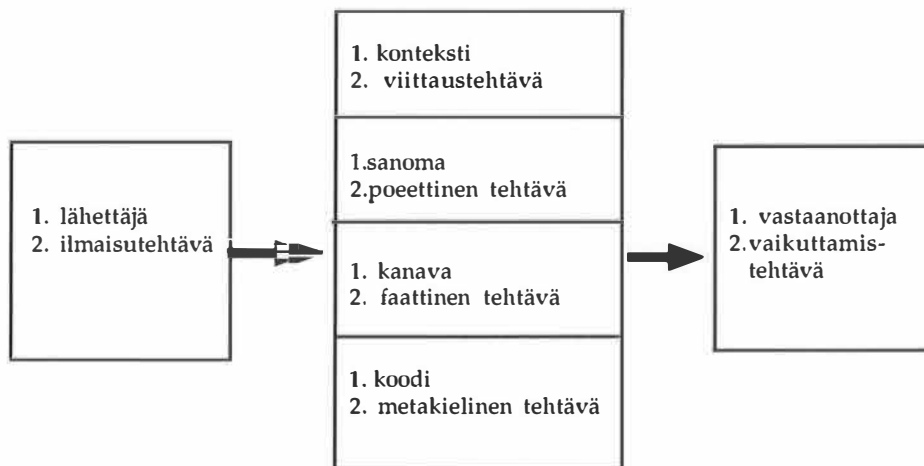 1. lähettäjä
2. ilmaisutehtävä
1. konteksti
2. viittaustehtävä
1.sanoma
2.poeettinen tehtävä
1. kanava
2. faattinen tehtävä
1. koodi
2. metakielinen tehtävä
1. vastaanottaja
2.vaikuttamis-
tehtävä